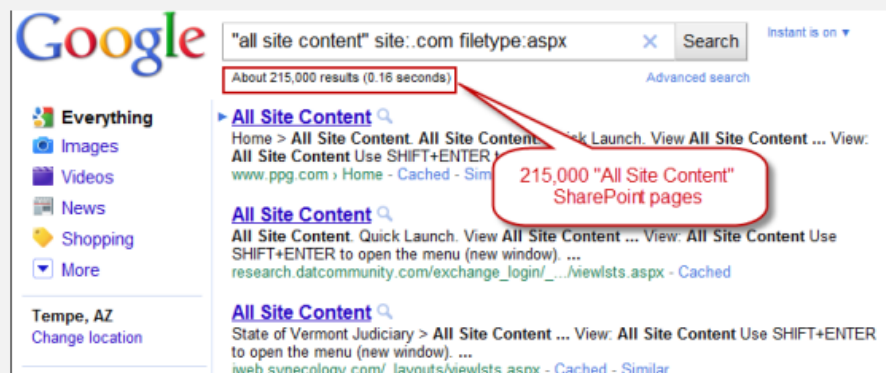 Google
"all site content" site:.com filetype:aspx × Search Instant is on ▼
About 215,000 results (0.16 seconds) Advanced search
Everything
Images
Videos
News
Shopping
More
Tempe, AZ
Change location
All Site Content
Home > All Site Content. All Site Content. Quick Launch. View All Site Content ... View:
All Site Content Use SHIFT+ENTER
www.ppg.com › Home - Cached - Sim
215,000 "All Site Content"
SharePoint pages
All Site Content
All Site Content. Quick Launch. View All Site Content ... View: All Site Content Use
SHIFT+ENTER to open the menu (new window). ...
research.datcommunity.com/exchange_login/_.../viewlsts.aspx - Cached
All Site Content
State of Vermont Judiciary > All Site Content ... View: All Site Content Use SHIFT+ENTER
to open the menu (new window). ...
iweb.synecology.com/_layouts/viewlsts.aspx - Cached - Similar